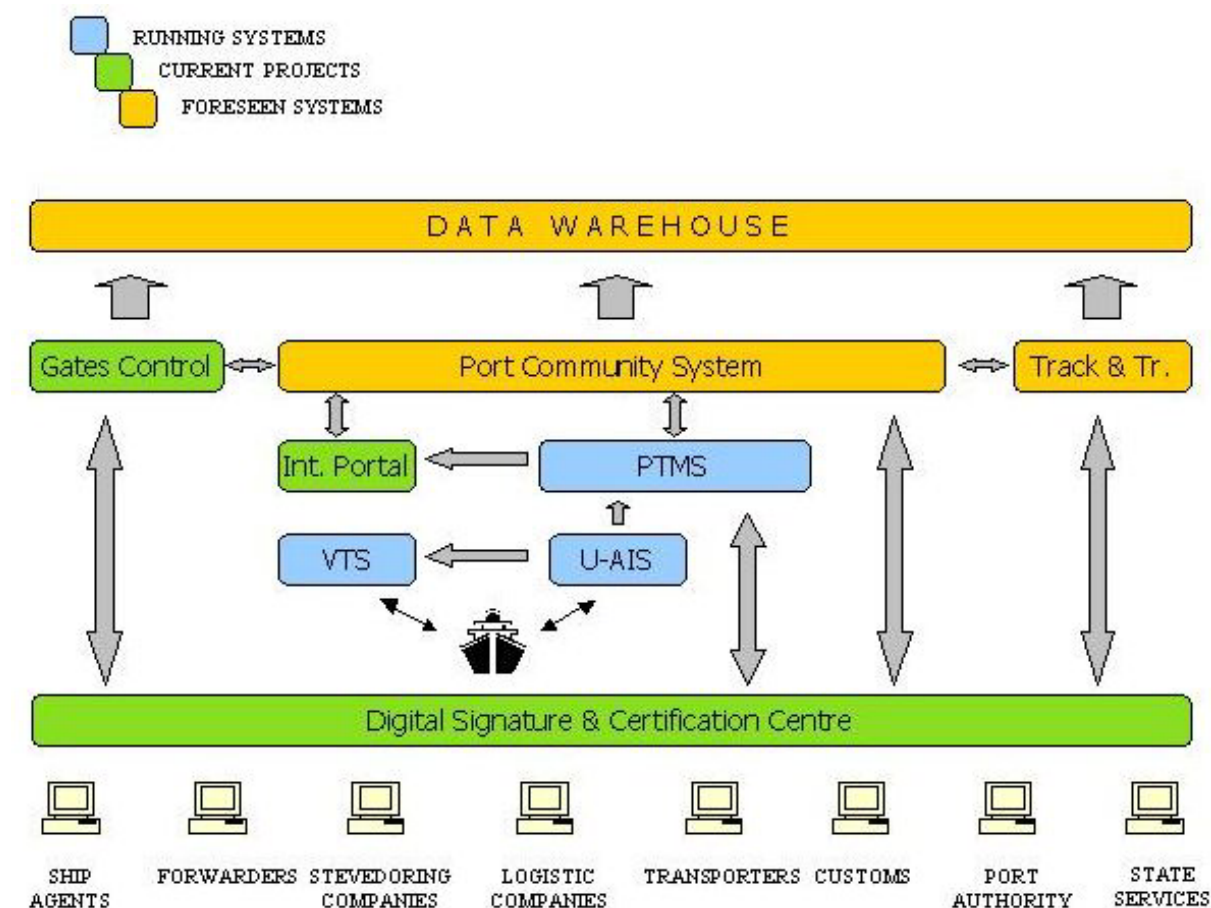 RUNNING SYSTEMS
CURRENT PROJECTS
FORESEEN SYSTEMS
DATA WAREHOUSE
Gates Control
Port Community System
Track & Tr.
Int. Portal
PTMS
VTS
U-AIS
Digital Signature & Certification Centre
SHIP
AGENTS
FORWARDERS
STEVEDORING
COMPANIES
LOGISTIC
COMPANIES
TRANSPORTERS
CUSTOMS
PORT
AUTHORITY
STATE
SERVICES